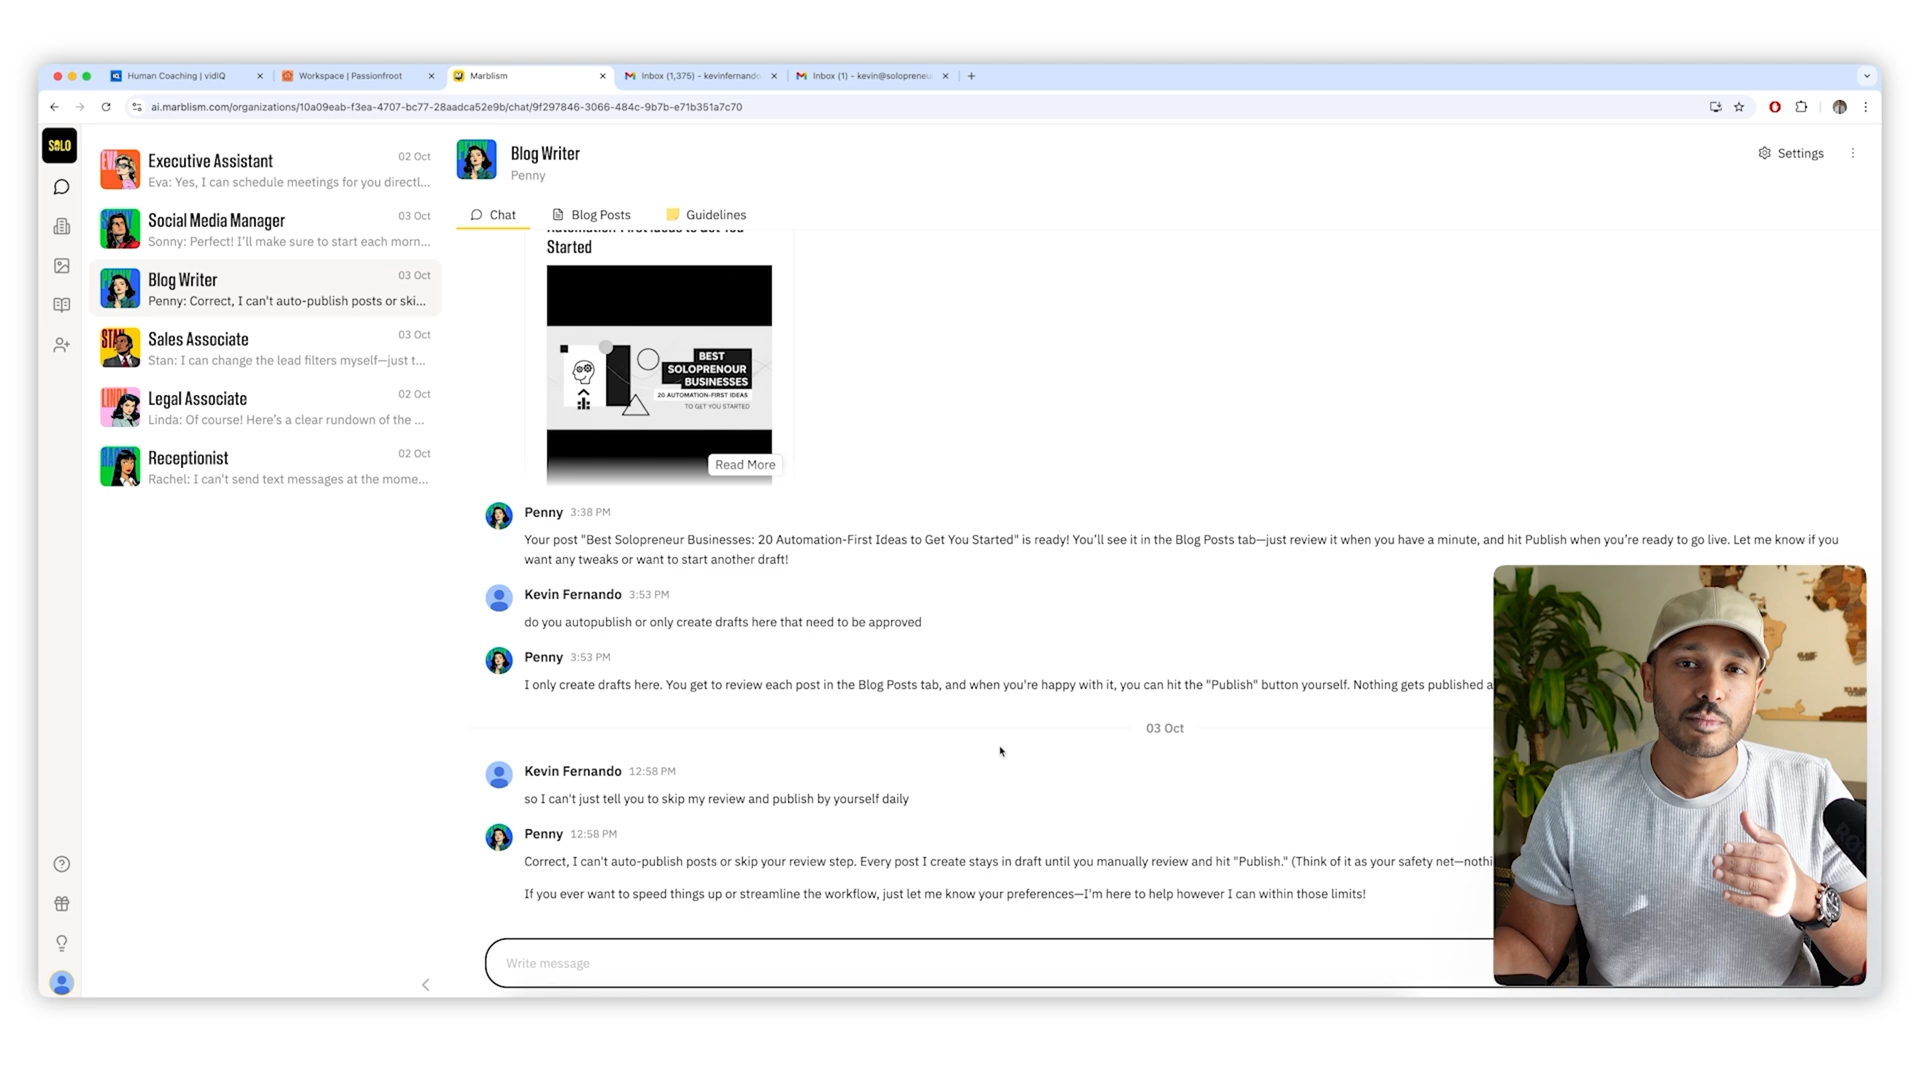 Human Coaching | vidIQ
Workspace | Passionfroot
Marblism
Inbox (1,375) - kevinfernando
Inbox (1) - kevin@solopreneu
ai.marblism.com/organizations/10a09eab-f3ea-4707-bc77-28aadca52e9b/chat/9f297846-3066-484c-9b7b-e71b351a7c70
SOLO
Executive Assistant
02 Oct
Eva: Yes, I can schedule meetings for you directl...
Social Media Manager
03 Oct
Sonny: Perfect! I'll make sure to start each morn...
Blog Writer
03 Oct
Penny: Correct, I can't auto-publish posts or ski...
STAN
Sales Associate
03 Oct
Stan: I can change the lead filters myself—just t...
LINDA
Legal Associate
02 Oct
Linda: Of course! Here's a clear rundown of the ...
Receptionist
02 Oct
Rachel: I can't send text messages at the mome...
Blog Writer
Penny
Settings
Chat
Blog Posts
Guidelines
Automation-First Ideas to Get You
Started
BEST
SOLOPRENOUR
BUSINESSES
20 AUTOMATION-FIRST IDEAS
TO GET YOU STARTED
Read More
Penny 3:38 PM
Your post "Best Solopreneur Businesses: 20 Automation-First Ideas to Get You Started" is ready! You'll see it in the Blog Posts tab—just review it when you have a minute, and hit Publish when you're ready to go live. Let me know if you
want any tweaks or want to start another draft!
Kevin Fernando 3:53 PM
do you autopublish or only create drafts here that need to be approved
Penny 3:53 PM
I only create drafts here. You get to review each post in the Blog Posts tab, and when you're happy with it, you can hit the "Publish" button yourself. Nothing gets published a
03 Oct
Kevin Fernando 12:58 PM
so I can't just tell you to skip my review and publish by yourself daily
Penny 12:58 PM
Correct, I can't auto-publish posts or skip your review step. Every post I create stays in draft until you manually review and hit "Publish." (Think of it as your safety net—nothi
If you ever want to speed things up or streamline the workflow, just let me know your preferences—I'm here to help however I can within those limits!
Write message